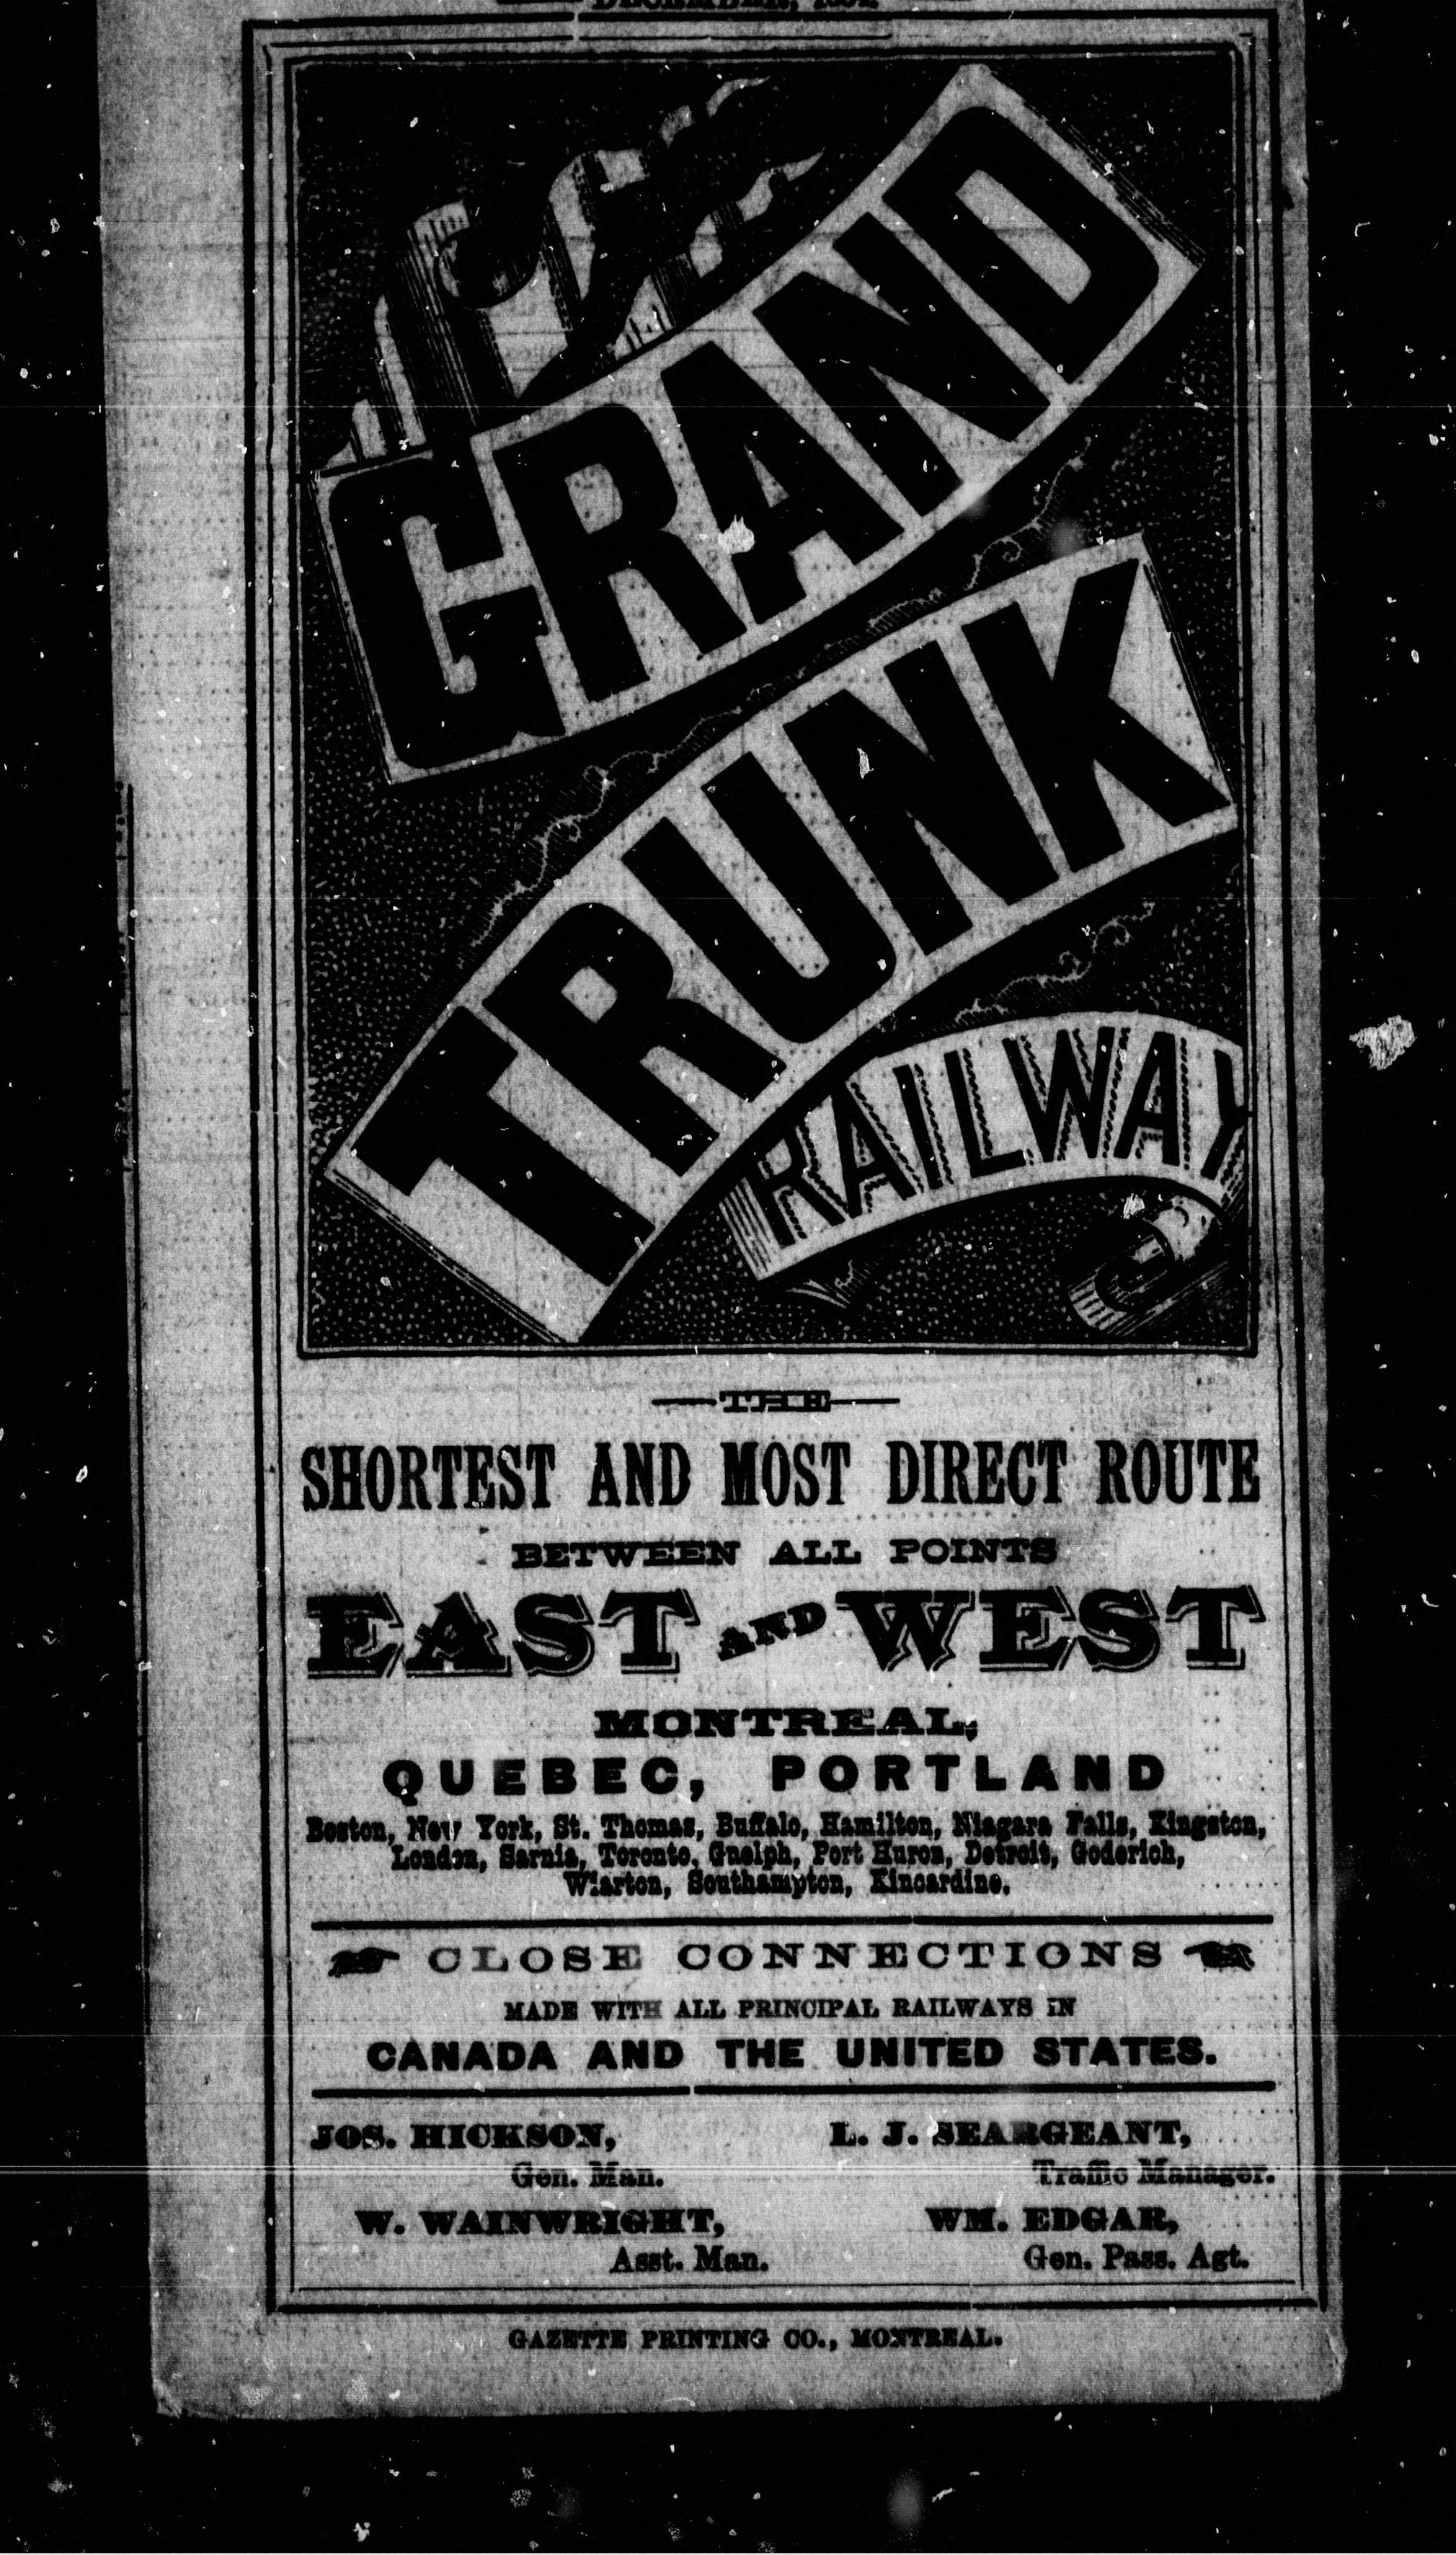 GRAND
TRUNK
RAILWAY
THE
SHORTEST AND MOST DIRECT ROUTE
BETWEEN ALL POINTS
EAST AND WEST
MONTREAL,
QUEBEC, PORTLAND
Boston, New York, St. Thomas, Buffalo, Hamilton, Niagara Falls, Kingston,
London, Sarnia, Toronto, Guelph, Port Huron, Detroit, Goderich,
Wiarton, Southampton, Kincardine.
CLOSE CONNECTIONS
MADE WITH ALL PRINCIPAL RAILWAYS IN
CANADA AND THE UNITED STATES.
JOS. HICKSON, L. J. SEARGEANT,
Gen. Man. Traffic Manager.
W. WAINWRIGHT, WM. EDGAR,
Asst. Man. Gen. Pass. Agt.
GAZETTE PRINTING CO., MONTREAL.